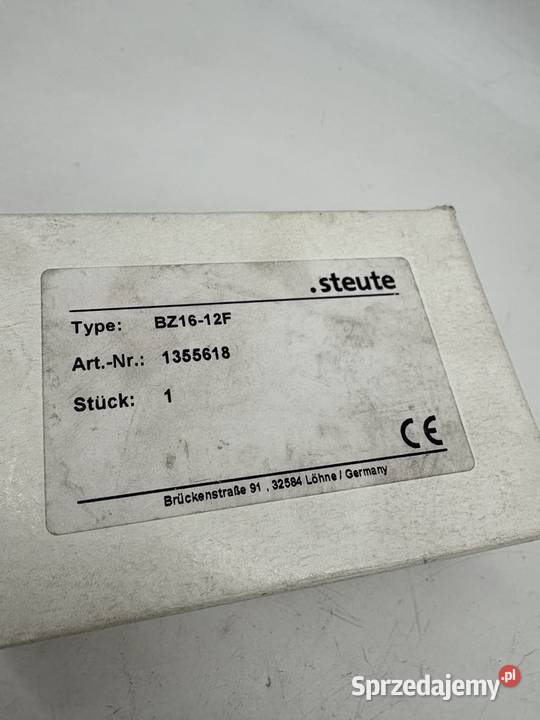 .steute
Type: BZ16-12F
Art.-Nr.: 1355618
Stück: 1
CE
Brückenstraße 91 , 32584 Löhne / Germany
Sprzedajemy.pl